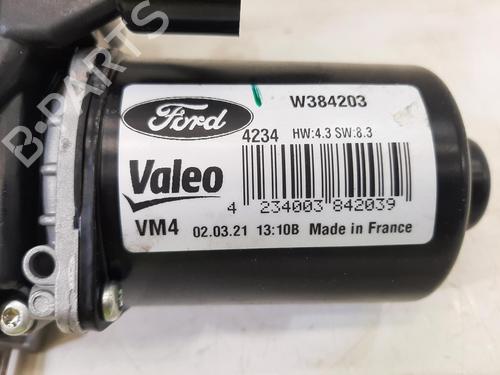 B-PARTS
W384203
Ford
4234 HW:4.3 SW:8.3
Valeo
4 234003 842039
VM4 02.03.21 13:10B Made in France